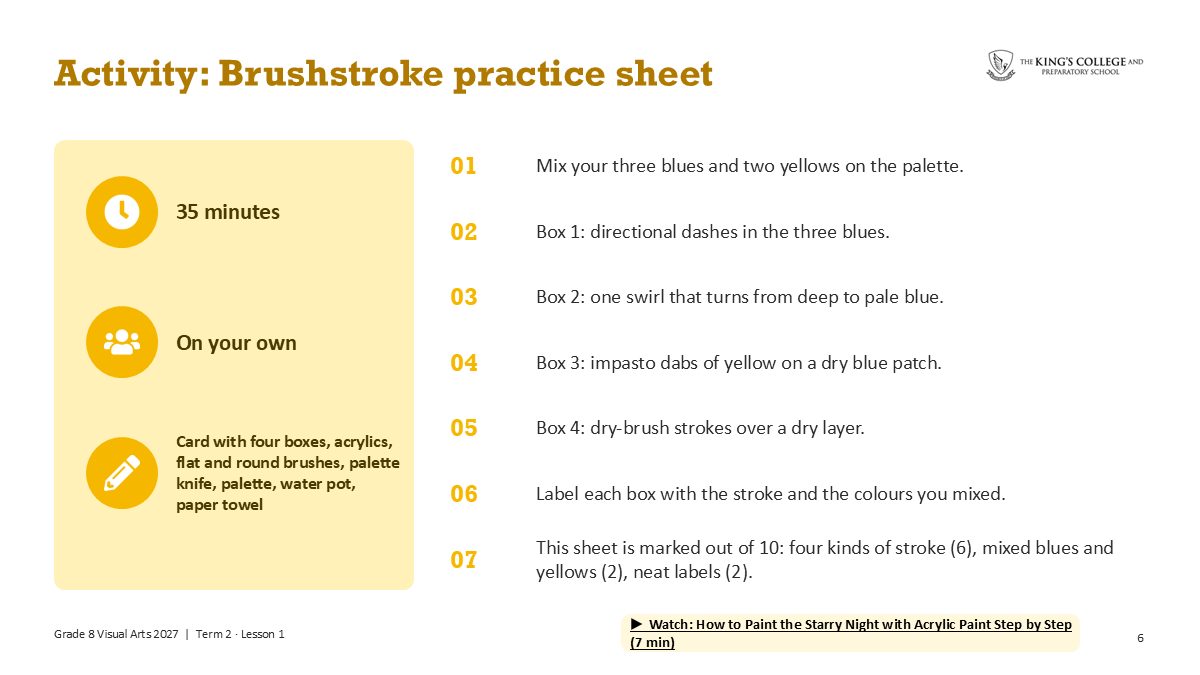 Activity: Brushstroke practice sheet
THE KING'S COLLEGE AND
PREPARATORY SCHOOL
35 minutes
On your own
Card with four boxes, acrylics,
flat and round brushes, palette
knife, palette, water pot,
paper towel
01 Mix your three blues and two yellows on the palette.
02 Box 1: directional dashes in the three blues.
03 Box 2: one swirl that turns from deep to pale blue.
04 Box 3: impasto dabs of yellow on a dry blue patch.
05 Box 4: dry-brush strokes over a dry layer.
06 Label each box with the stroke and the colours you mixed.
07 This sheet is marked out of 10: four kinds of stroke (6), mixed blues and
yellows (2), neat labels (2).
Grade 8 Visual Arts 2027 | Term 2 · Lesson 1
▶ Watch: How to Paint the Starry Night with Acrylic Paint Step by Step
(7 min)
6